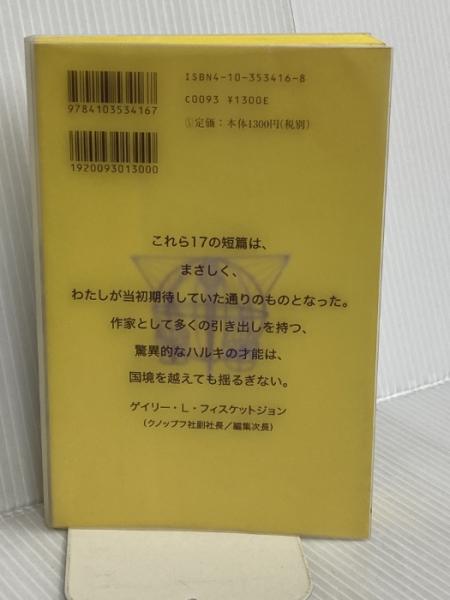 ISBN4-10-353416-8
C0093 ¥1300E
9784103534167
①定価：本体1300円(税別)
1920093013000
これら17の短篇は、
まさしく、
わたしが当初期待していた通りのものとなった。
作家として多くの引き出しを持つ、
驚異的なハルキの才能は、
国境を越えても揺るぎない。
ゲイリー・L・フィスケットジョン
(クノップフ社副社長／編集次長)